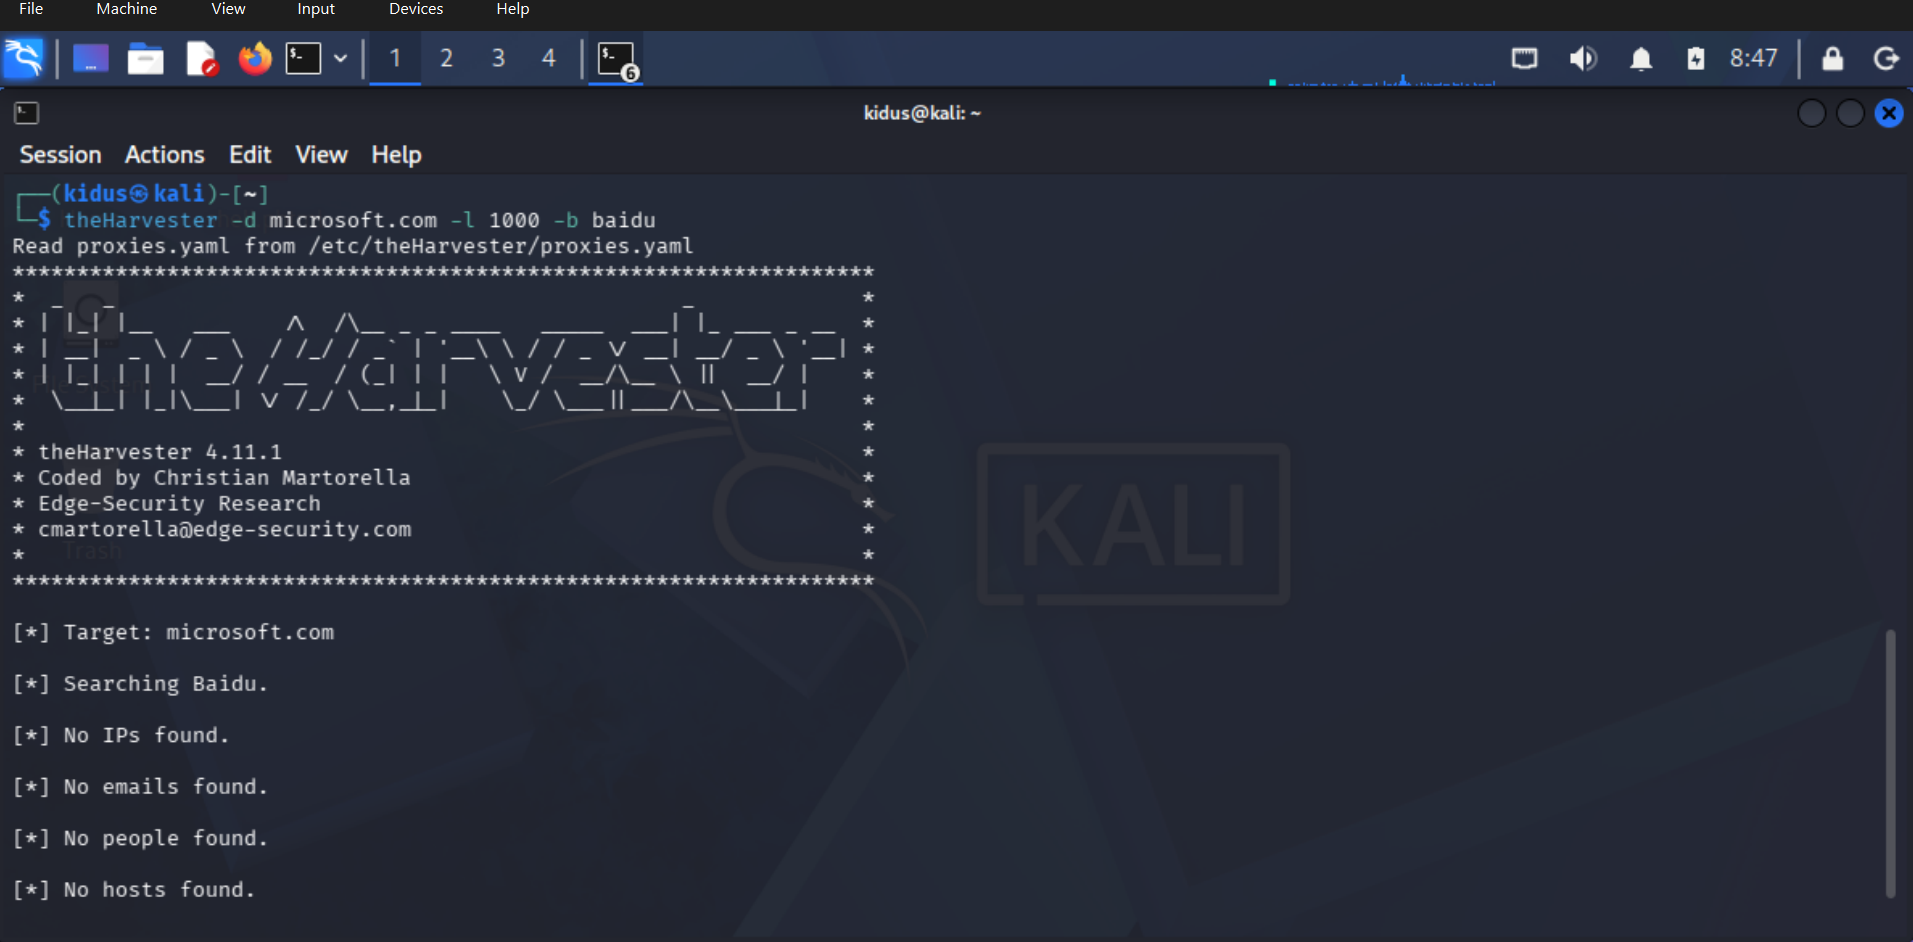 File Machine View Input Devices Help
1 2 3 4 6 8:47
kidus@kali: ~
Session Actions Edit View Help
(kidus㉿kali)-[~]
$ theHarvester -d microsoft.com -l 1000 -b baidu
Read proxies.yaml from /etc/theHarvester/proxies.yaml
*******************************************************************
theHarvester
* theHarvester 4.11.1 *
* Coded by Christian Martorella *
* Edge-Security Research *
* cmartorella@edge-security.com *
* *
*******************************************************************
[*] Target: microsoft.com
[*] Searching Baidu.
[*] No IPs found.
[*] No emails found.
[*] No people found.
[*] No hosts found.
KALI
Trash